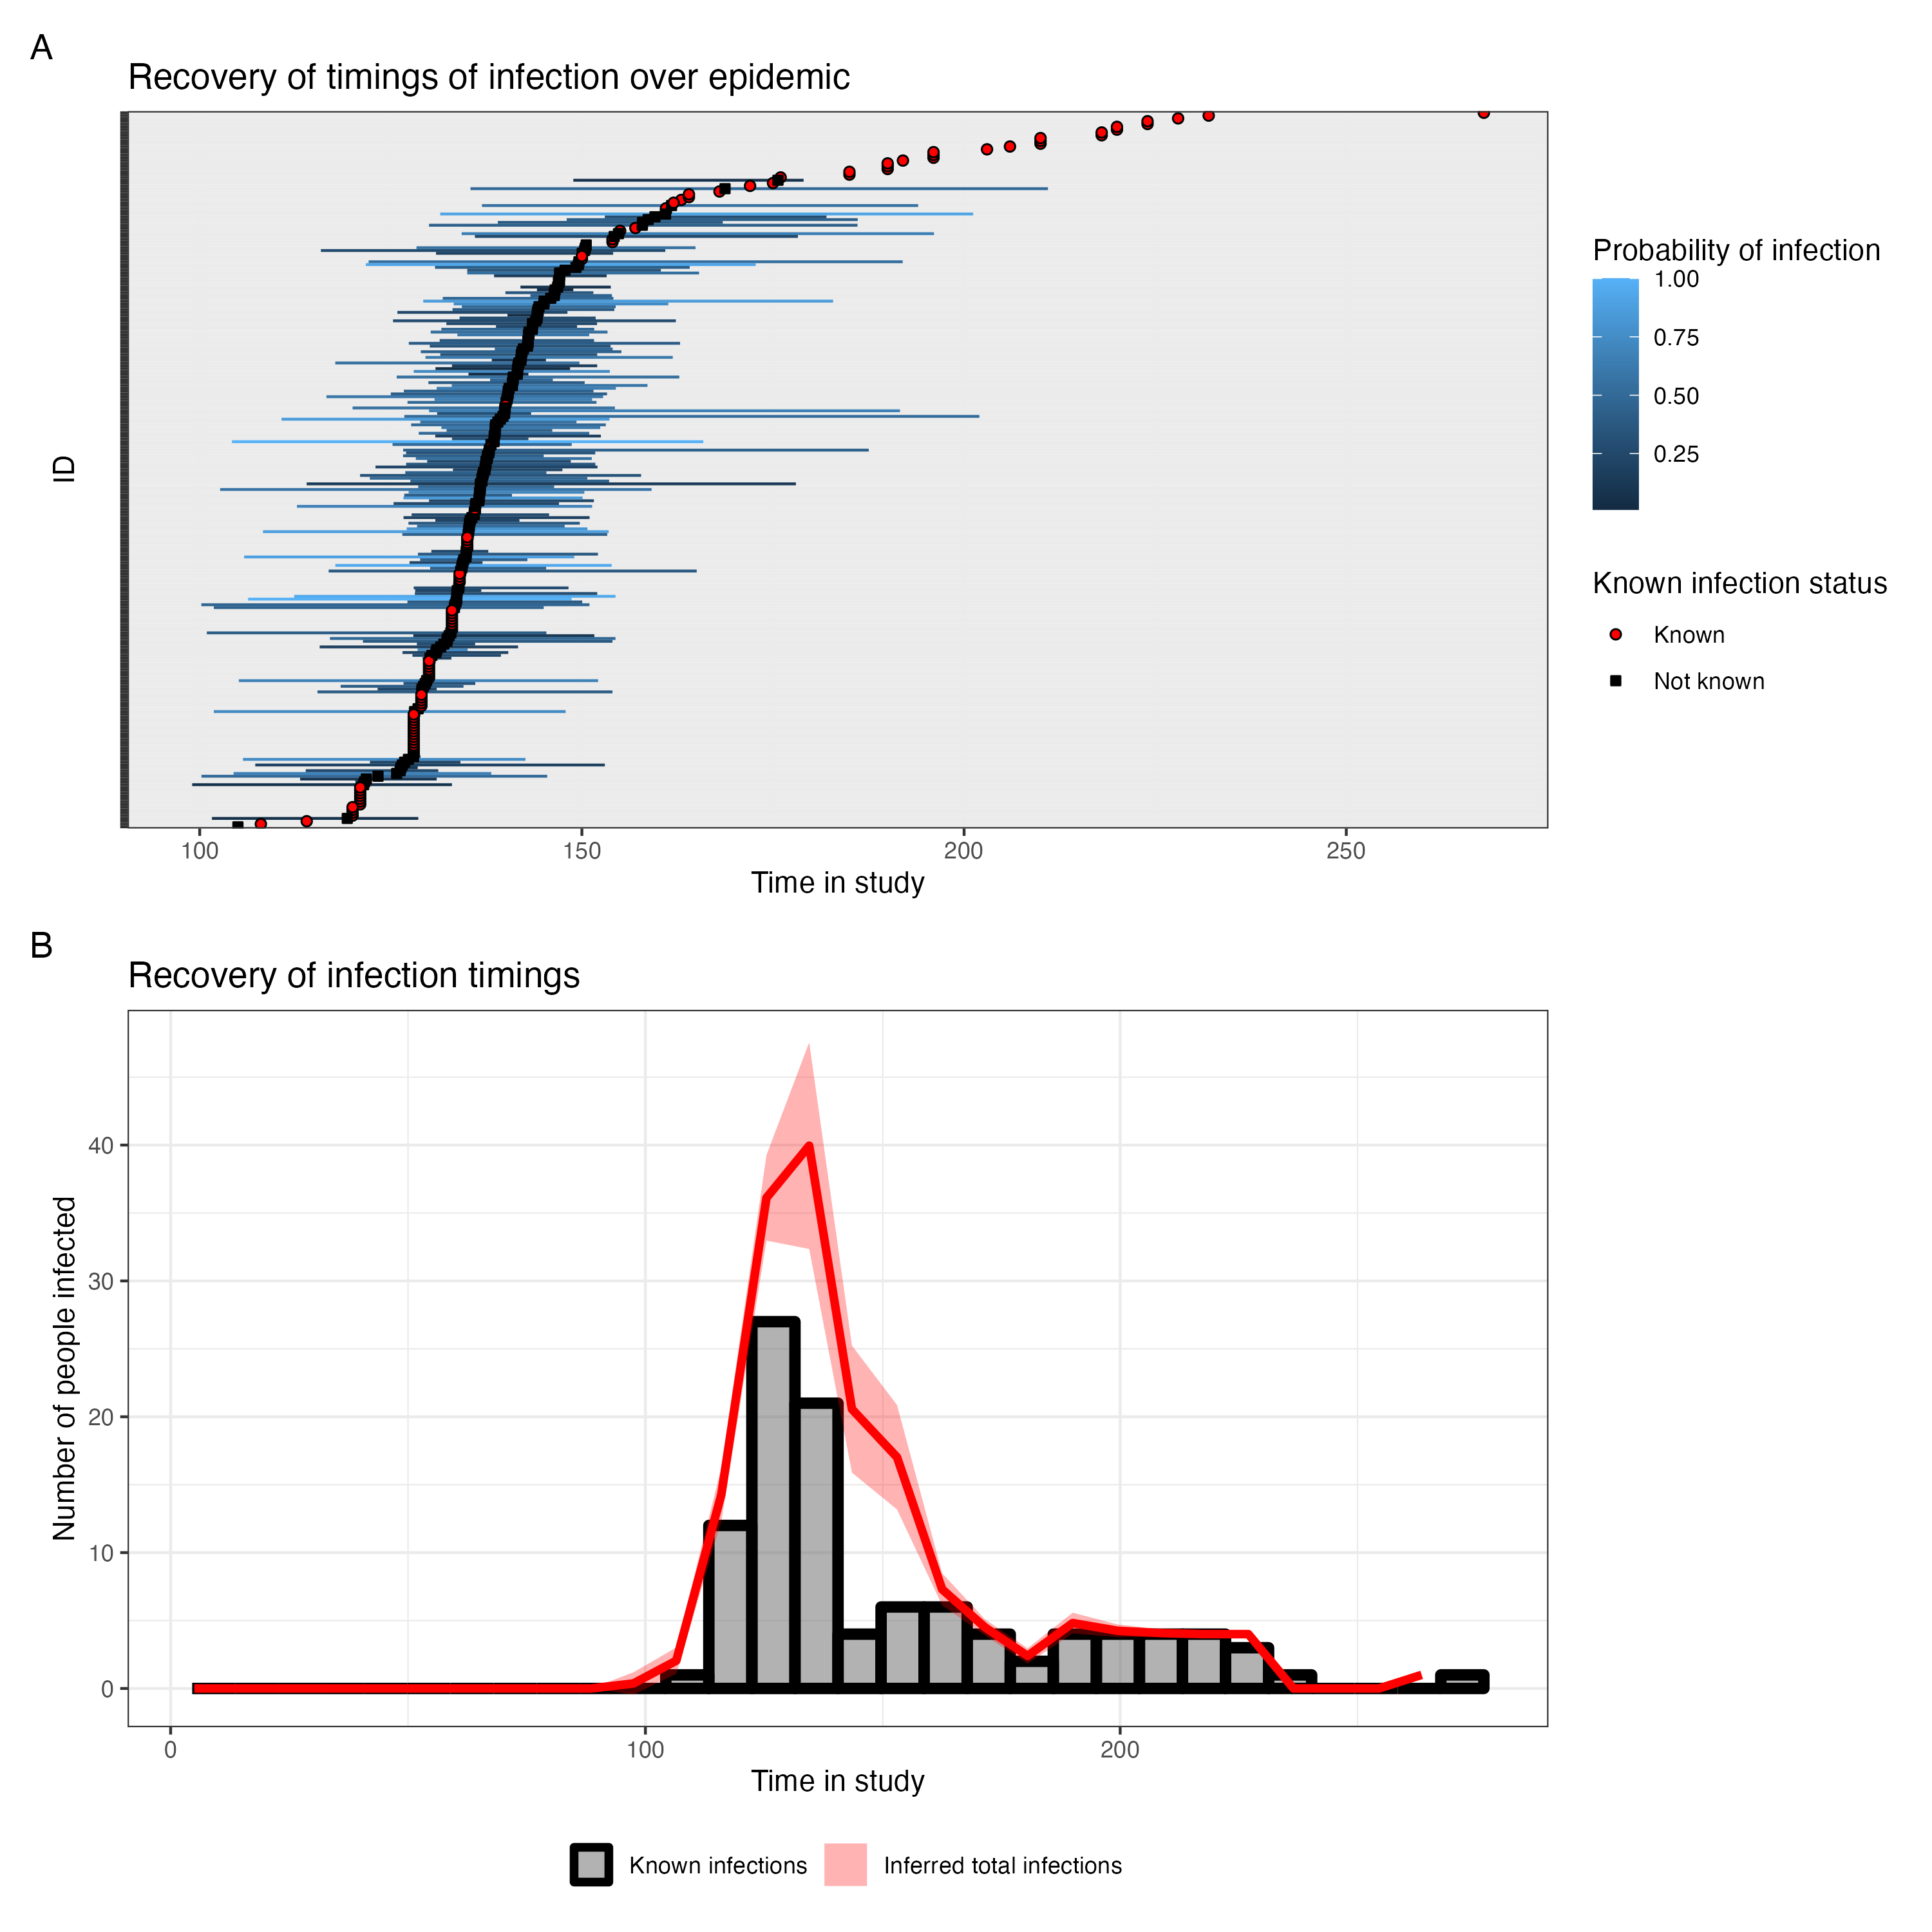 A
Recovery of timings of infection over epidemic
ID
100 150 200 250
Time in study
Probability of infection
1.00
0.75
0.50
0.25
Known infection status
Known
Not known
B
Recovery of infection timings
Number of people infected
40
30
20
10
0
0 100 200
Time in study
Known infections Inferred total infections